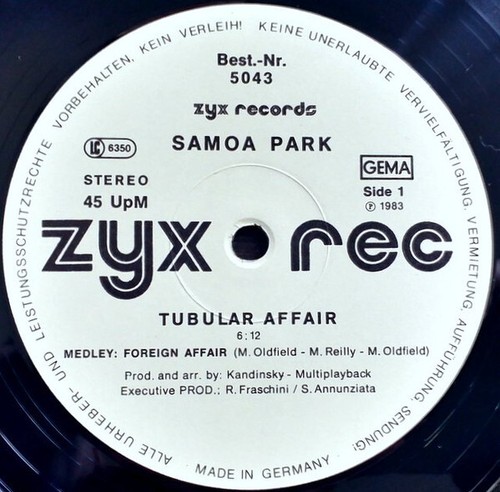 ALLE URHEBER- UND LEISTUNGSSCHUTZRECHTE VORBEHALTEN, KEIN VERLEIH! KEINE UNERLAUBTE VERVIELFÄLTIGUNG, VERMIETUNG, AUFFÜHRUNG, SENDUNG!
Best.-Nr.
5043
zyx records
SAMOA PARK
LC 6350
GEMA
STEREO
Side 1
45 UpM
℗ 1983
zyx rec
TUBULAR AFFAIR
6:12
MEDLEY: FOREIGN AFFAIR (M. Oldfield - M. Reilly - M. Oldfield)
Prod. and arr. by: Kandinsky - Multiplayback
Executive PROD.; R. Fraschini / S. Annunziata
· MADE IN GERMANY ·